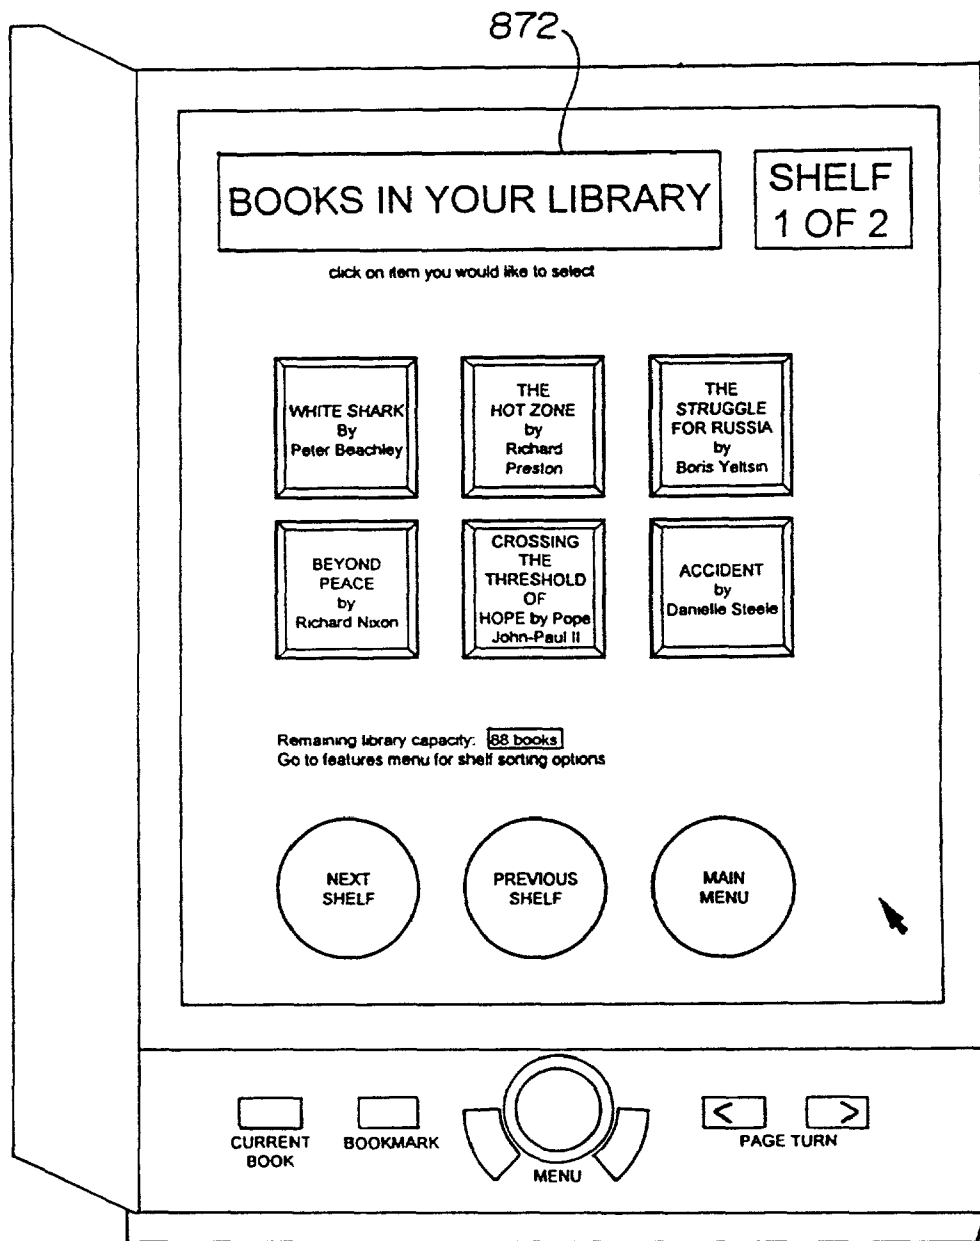 872
BOOKS IN YOUR LIBRARY
SHELF
1 OF 2
click on item you would like to select
WHITE SHARK
By
Peter Beachley
THE
HOT ZONE
by
Richard
Preston
THE
STRUGGLE
FOR RUSSIA
by
Boris Yeltsin
BEYOND
PEACE
by
Richard Nixon
CROSSING
THE
THRESHOLD
OF
HOPE by Pope
John-Paul II
ACCIDENT
by
Danielle Steele
Remaining library capacity: 88 books
Go to features menu for shelf sorting options
NEXT
SHELF
PREVIOUS
SHELF
MAIN
MENU
CURRENT
BOOK
BOOKMARK
MENU
< >
PAGE TURN